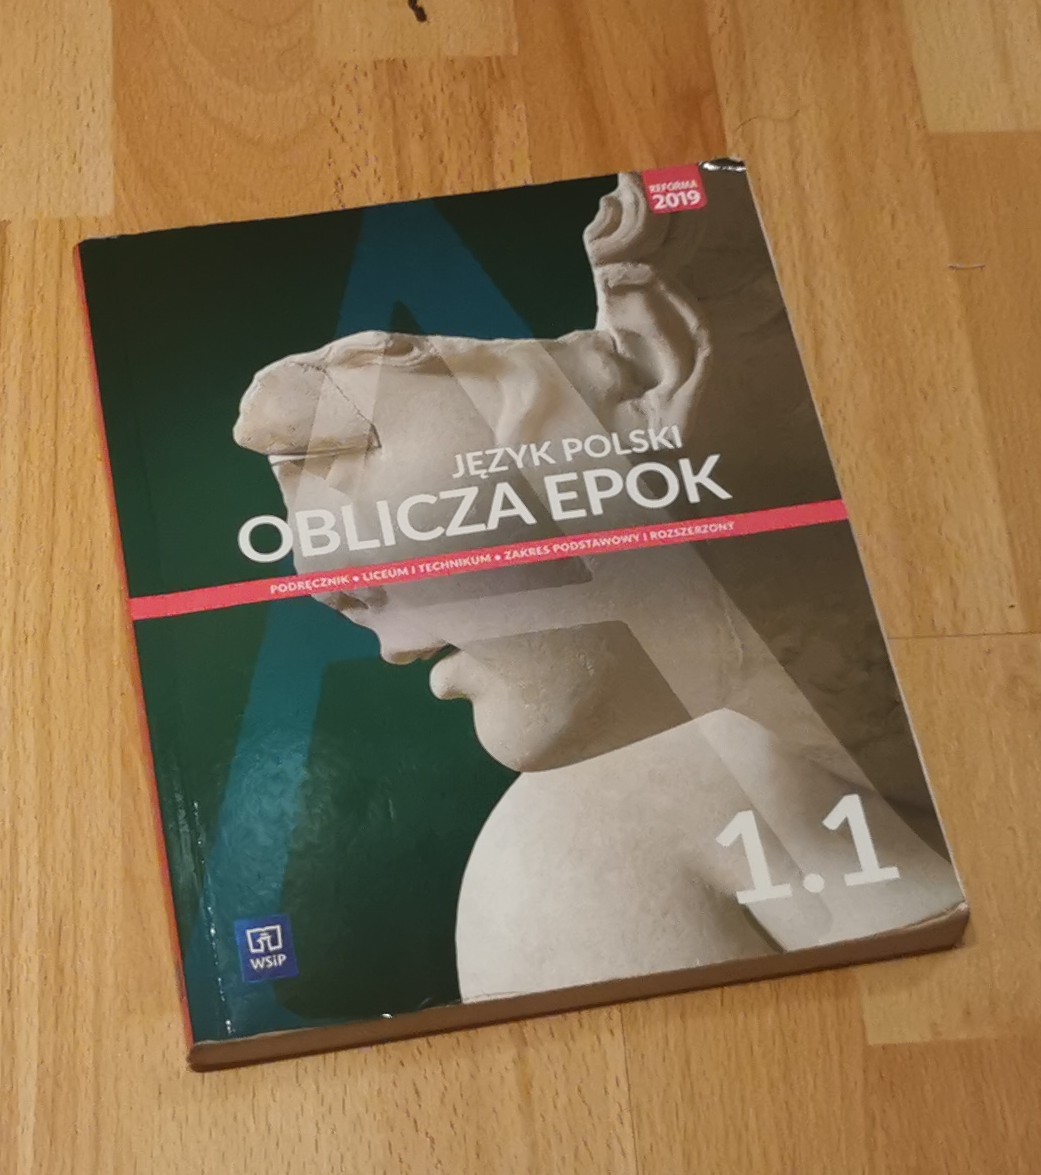 REFORMA
2019
JĘZYK POLSKI
OBLICZA EPOK
PODRĘCZNIK • LICEUM I TECHNIKUM • ZAKRES PODSTAWOWY I ROZSZERZONY
1.1
WSiP